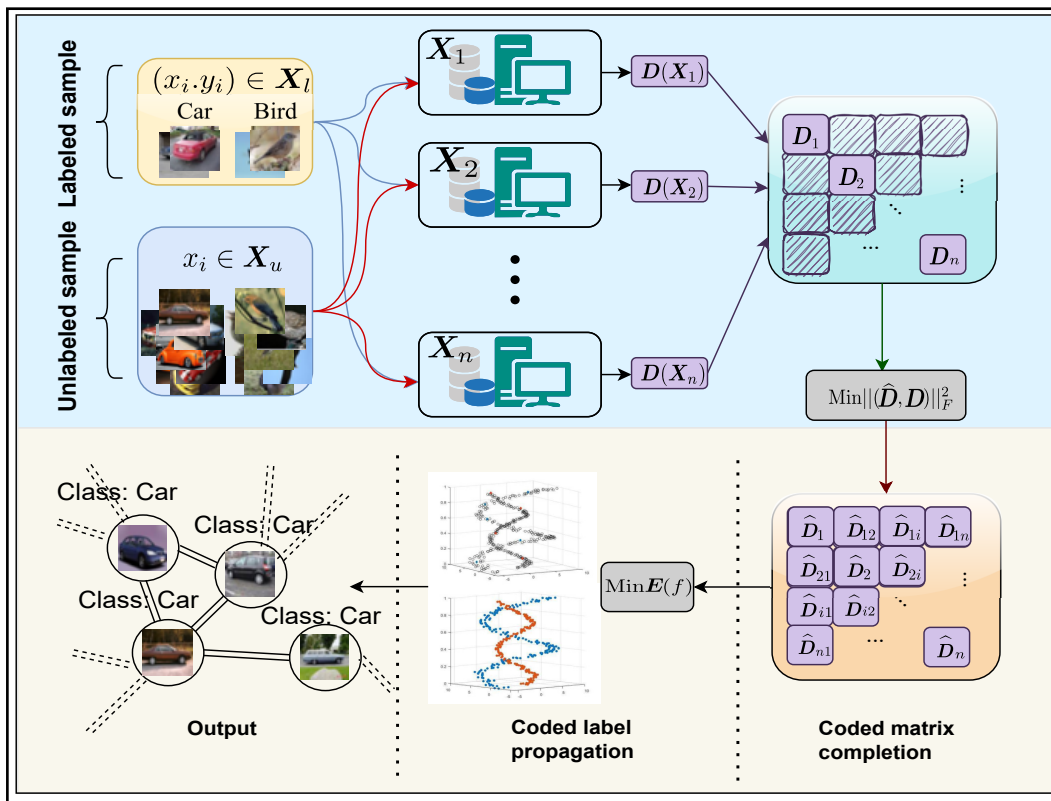 Labeled sample
(x_i.y_i) ∈ X_l
Car Bird
Unlabeled sample
x_i ∈ X_u
X_1
X_2
X_n
D(X_1)
D(X_2)
D(X_n)
D_1
D_2
D_n
Min||(D̂, D)||_F^2
D̂_1 D̂_12 D̂_1i D̂_1n
D̂_21 D̂_2 D̂_2i
D̂_i1 D̂_i2
D̂_n1 ... D̂_n
MinE(f)
Class: Car
Class: Car
Class: Car
Class: Car
Output
Coded label
propagation
Coded matrix
completion